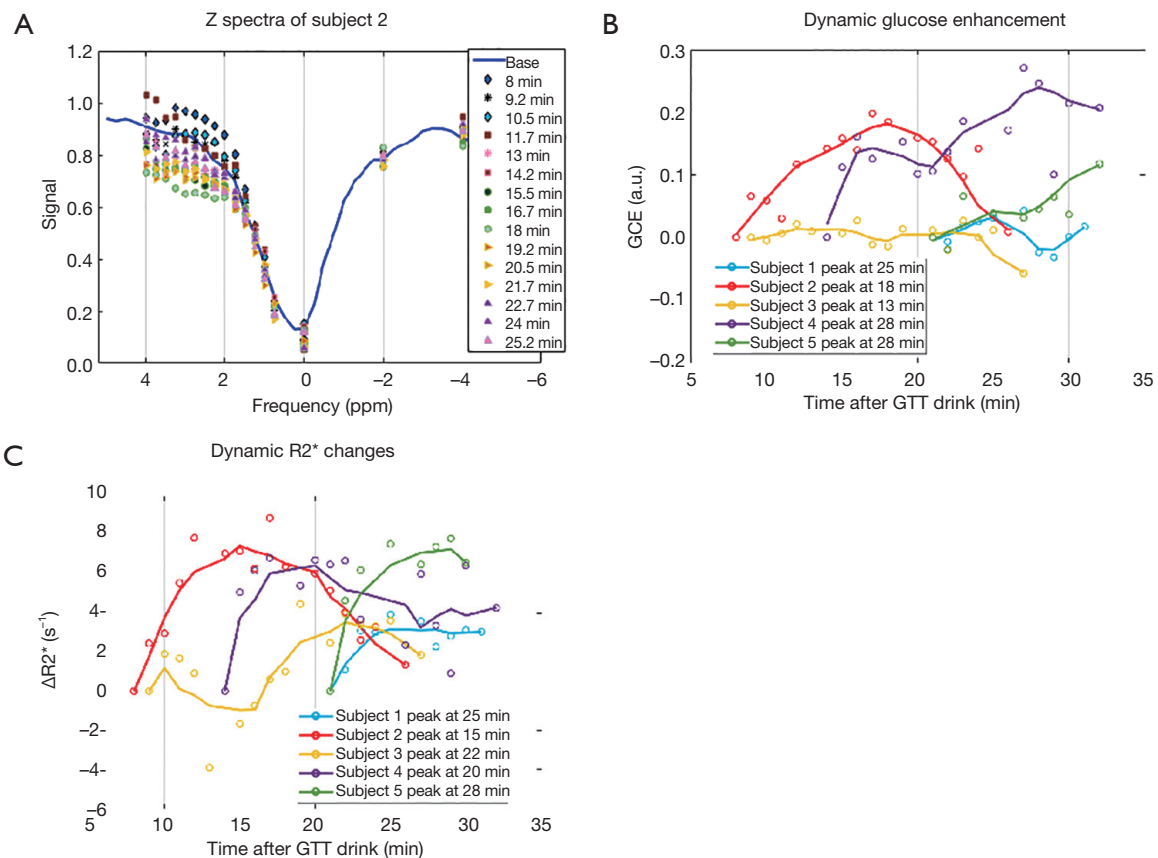 A
Z spectra of subject 2
1.2
1.0
0.8
0.6
0.4
0.2
0.0
Signal
4
2
0
–2
–4
–6
Frequency (ppm)
Base
8 min
9.2 min
10.5 min
11.7 min
13 min
14.2 min
15.5 min
16.7 min
18 min
19.2 min
20.5 min
21.7 min
22.7 min
24 min
25.2 min
B
Dynamic glucose enhancement
0.3
0.2
0.1
0.0
–0.1
–0.2
GCE (a.u.)
Subject 1 peak at 25 min
Subject 2 peak at 18 min
Subject 3 peak at 13 min
Subject 4 peak at 28 min
Subject 5 peak at 28 min
5
10
15
20
25
30
35
Time after GTT drink (min)
C
Dynamic R2* changes
10
8
6
4-
2
0
–2-
–4-
–6
ΔR2* (s⁻¹)
Subject 1 peak at 25 min
Subject 2 peak at 15 min
Subject 3 peak at 22 min
Subject 4 peak at 20 min
Subject 5 peak at 28 min
5
10
15
20
25
30
35
Time after GTT drink (min)